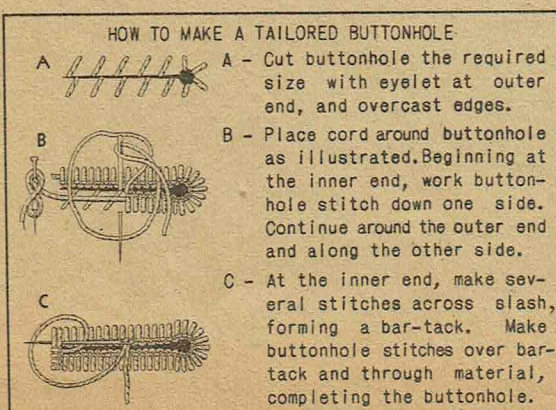 HOW TO MAKE A TAILORED BUTTONHOLE
A
A - Cut buttonhole the required
size with eyelet at outer
end, and overcast edges.
B
B - Place cord around buttonhole
as illustrated. Beginning at
the inner end, work button-
hole stitch down one side.
Continue around the outer end
and along the other side.
C
C - At the inner end, make sev-
eral stitches across slash,
forming a bar-tack. Make
buttonhole stitches over bar-
tack and through material,
completing the buttonhole.